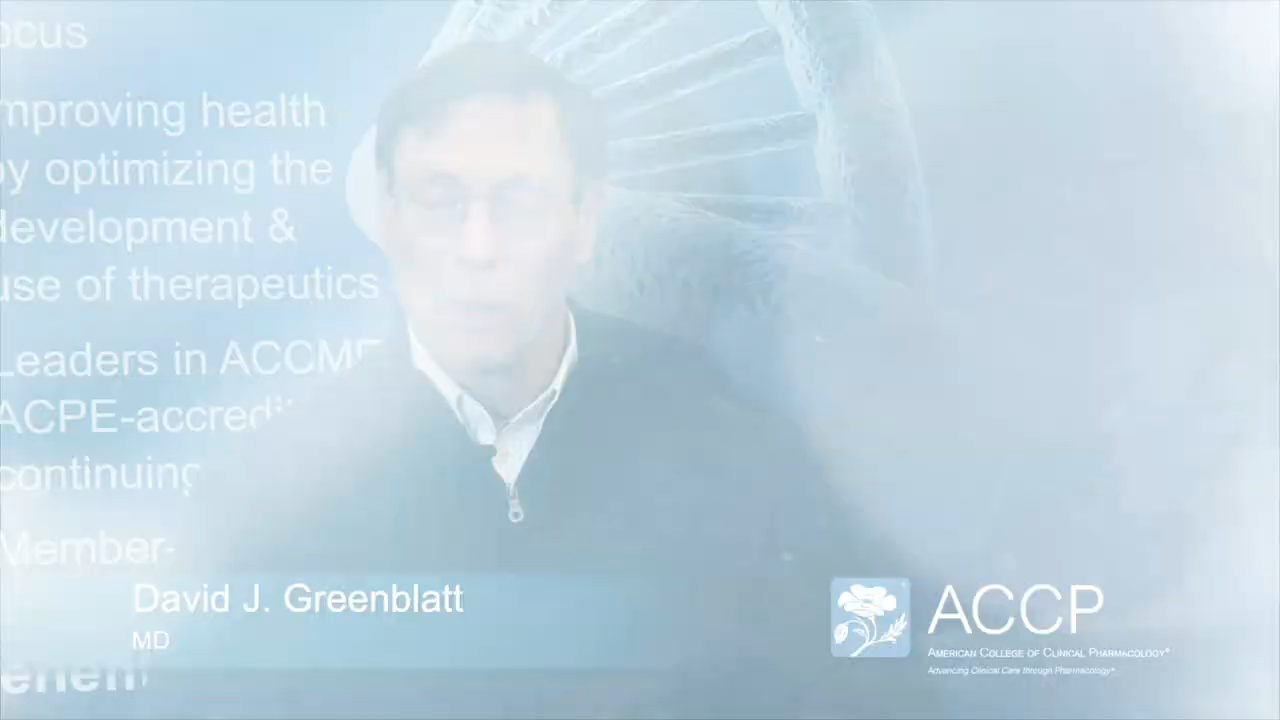 ocus
mproving health
by optimizing the
development &
use of therapeutics
Leaders in ACCME
ACPE-accredi
continuing
Member-
David J. Greenblatt
MD
ACCP
American College of Clinical Pharmacology®
Advancing Clinical Care through Pharmacology®